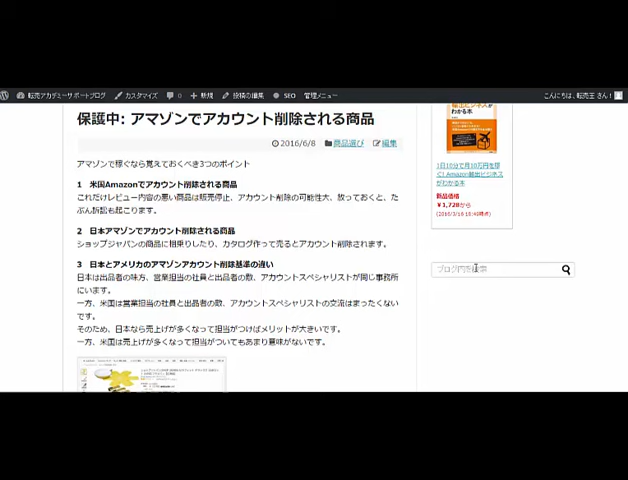 転売アカデミーサポートブログ カスタマイズ 0 + 新規 投稿の編集 SEO 管理メニュー こんにちは、転売王 さん！
保護中: アマゾンでアカウント削除される商品
2016/6/8 商品選び 編集
アマゾンで稼ぐなら覚えておくべき3つのポイント
1　米国Amazonでアカウント削除される商品
これだけレビュー内容の悪い商品は販売停止、アカウント削除の可能性大、放っておくと、た
ぶん訴訟も起こります。
2　日本アマゾンでアカウント削除される商品
ショップジャパンの商品に相乗りしたり、カタログ作って売るとアカウント削除されます。
3　日本とアメリカのアマゾンアカウント削除基準の違い
日本は出品者の味方、営業担当の社員と出品者の敵、アカウントスペシャリストが同じ事務所
にいます。
一方、米国は営業担当の社員と出品者の敵、アカウントスペシャリストの交流はまったくない
です。
そのため、日本なら売上げが多くなって担当がつけばメリットが大きいです。
一方、米国は売上げが多くなって担当がついてもあまり意味がないです。
輸出ビジネスが
わかる本
1日10分で月10万円を稼
ぐ! Amazon輸出ビジネス
がわかる本
新品価格
￥1,728から
ブログ内を検索